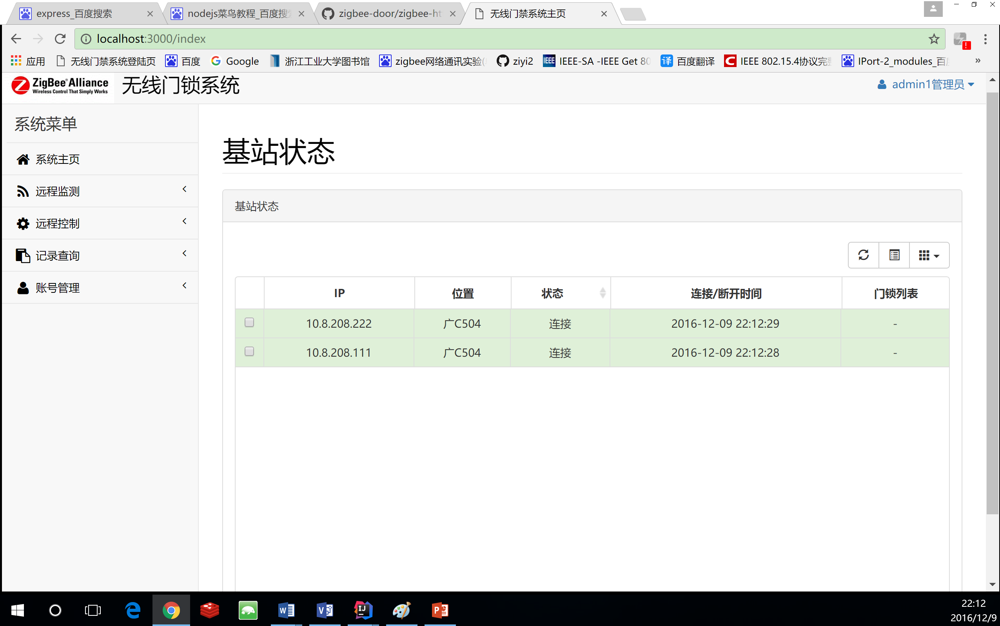 express_百度搜索
nodejs菜鸟教程_百度搜
zigbee-door/zigbee-ht
无线门禁系统主页
localhost:3000/index
应用 无线门禁系统登陆页 百度 Google 浙江工业大学图书馆 zigbee网络通讯实验( ziyi2 IEEE IEEE-SA -IEEE Get 80 译 百度翻译 C IEEE 802.15.4协议完 IPort-2_modules_百 »
ZigBee® Alliance
Wireless Control That Simply Works
无线门锁系统
admin1管理员
系统菜单
系统主页
远程监测
远程控制
记录查询
账号管理
基站状态
基站状态
IP 位置 状态 连接/断开时间 门锁列表
10.8.208.222 广C504 连接 2016-12-09 22:12:29 -
10.8.208.111 广C504 连接 2016-12-09 22:12:28 -
22:12
2016/12/9